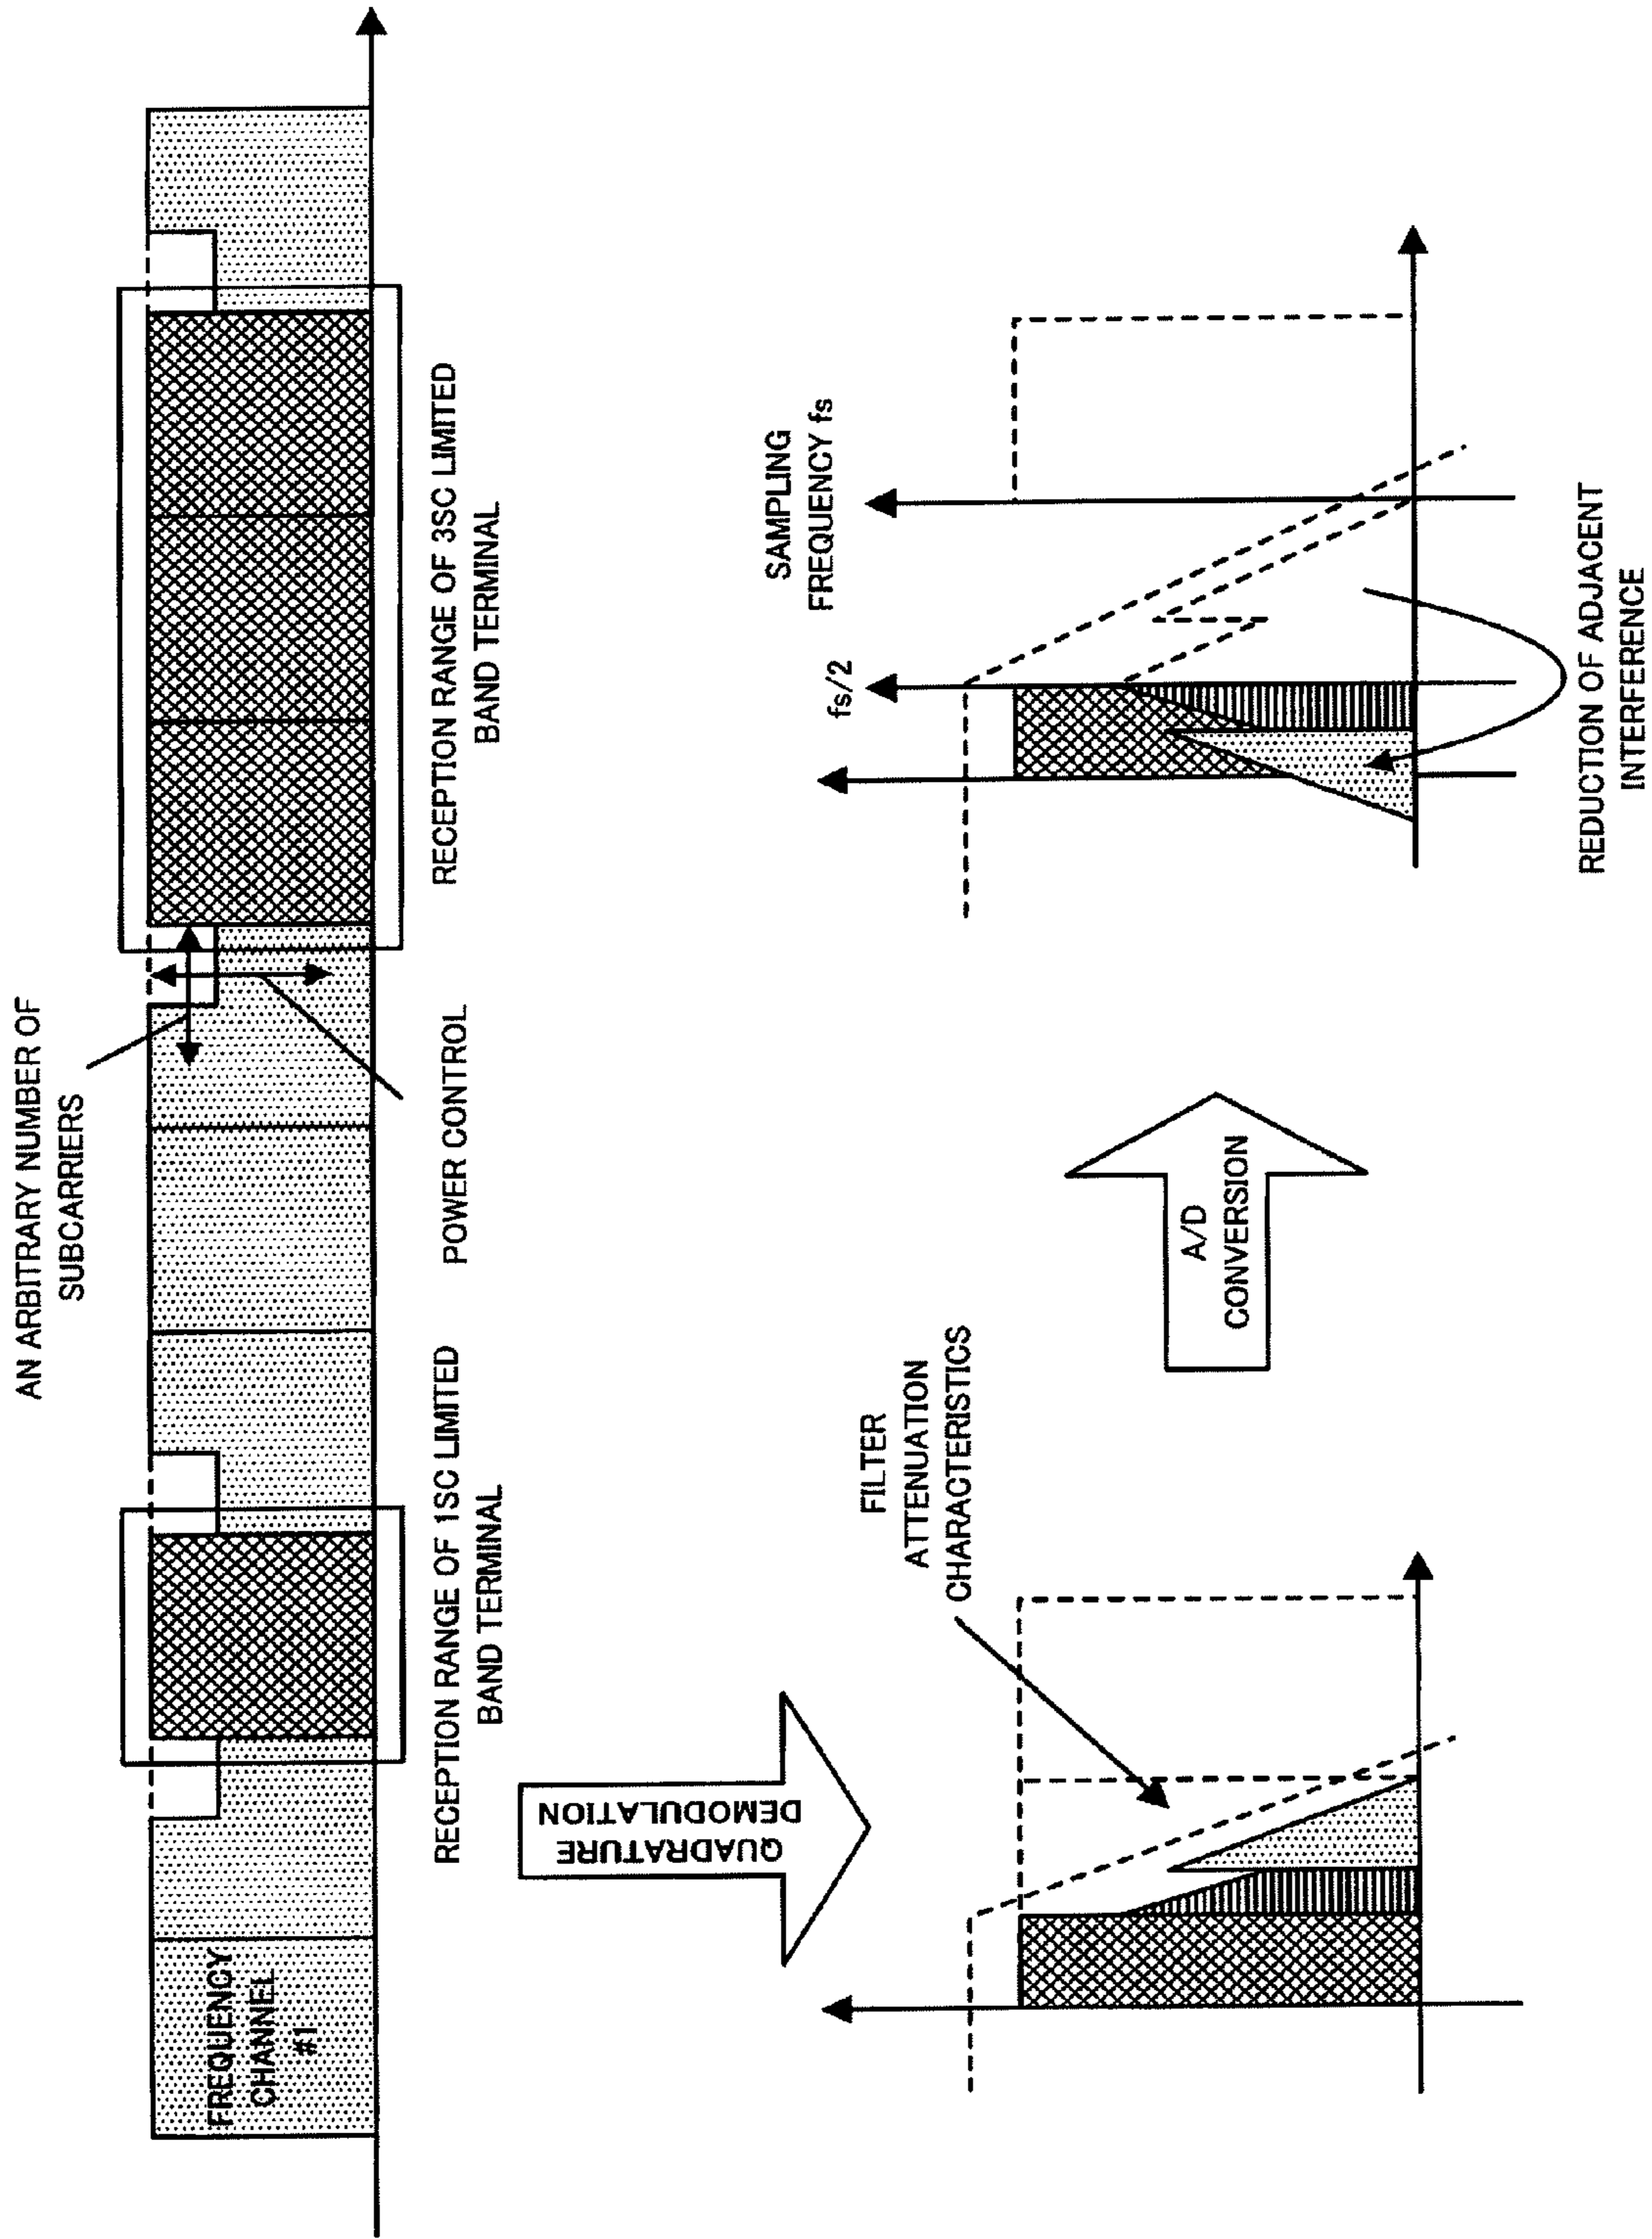 AN ARBITRARY NUMBER OF
SUBCARRIERS
FREQUENCY
CHANNEL
#1
RECEPTION RANGE OF 1SC LIMITED
BAND TERMINAL
POWER CONTROL
RECEPTION RANGE OF 3SC LIMITED
BAND TERMINAL
QUADRATURE
DEMODULATION
FILTER
ATTENUATION
CHARACTERISTICS
A/D
CONVERSION
fs/2
SAMPLING
FREQUENCY fs
REDUCTION OF ADJACENT
INTERFERENCE